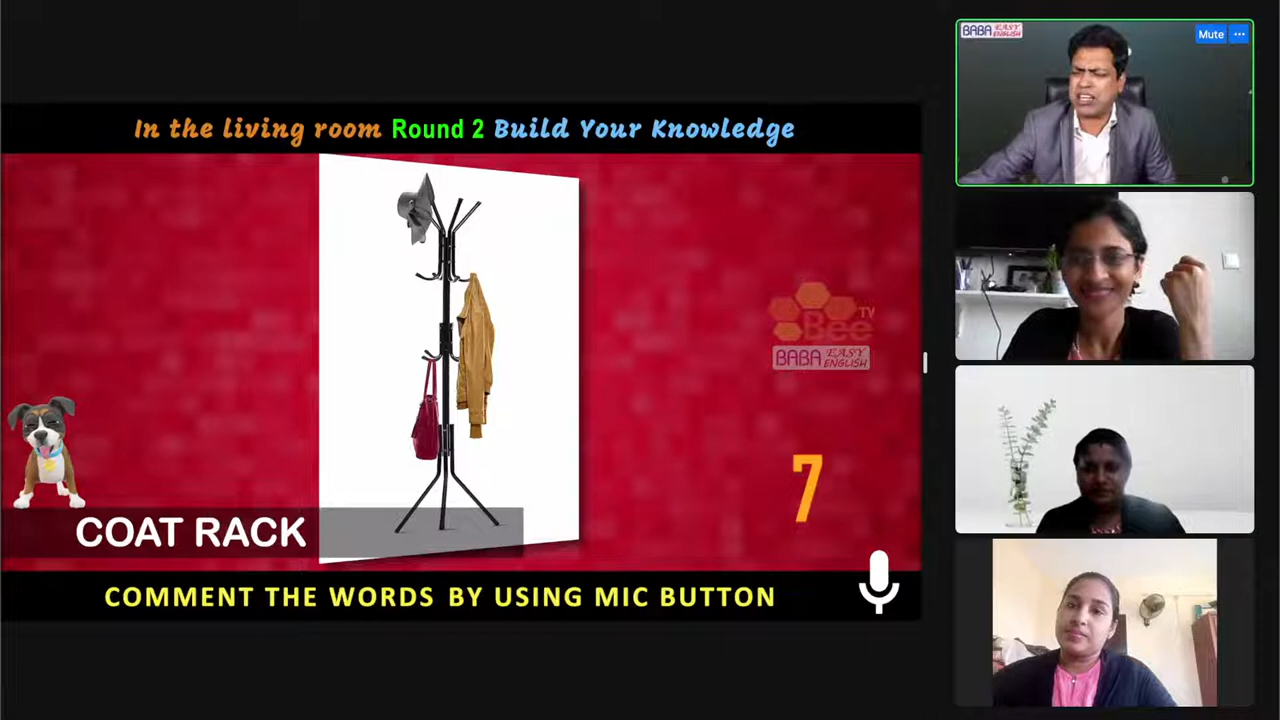 In the living room Round 2 Build Your Knowledge
BABA EASY ENGLISH
Mute
Bee TV
BABA EASY ENGLISH
7
COAT RACK
COMMENT THE WORDS BY USING MIC BUTTON